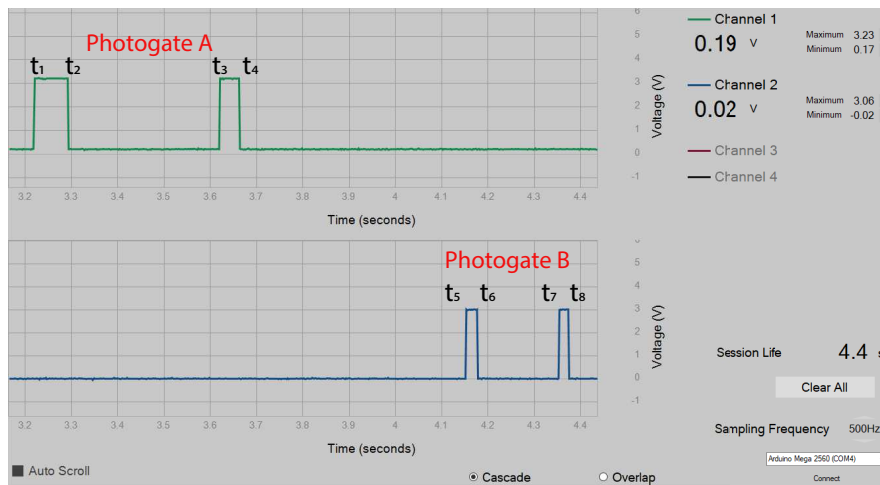 Photogate A
t₁ t₂ t₃ t₄
6
5
4
3
2
1
0
-1
Voltage (V)
3.2 3.3 3.4 3.5 3.6 3.7 3.8 3.9 4 4.1 4.2 4.3 4.4
Time (seconds)
Channel 1
0.19 V
Maximum 3.23
Minimum 0.17
Channel 2
0.02 V
Maximum 3.06
Minimum -0.02
Channel 3
Channel 4
Photogate B
t₅ t₆ t₇ t₈
5
4
3
2
1
0
-1
Voltage (V)
3.2 3.3 3.4 3.5 3.6 3.7 3.8 3.9 4 4.1 4.2 4.3 4.4
Time (seconds)
Session Life 4.4 s
Clear All
Sampling Frequency 500Hz
Arduino Mega 2560 (COM4)
Connect
Auto Scroll
Cascade
Overlap